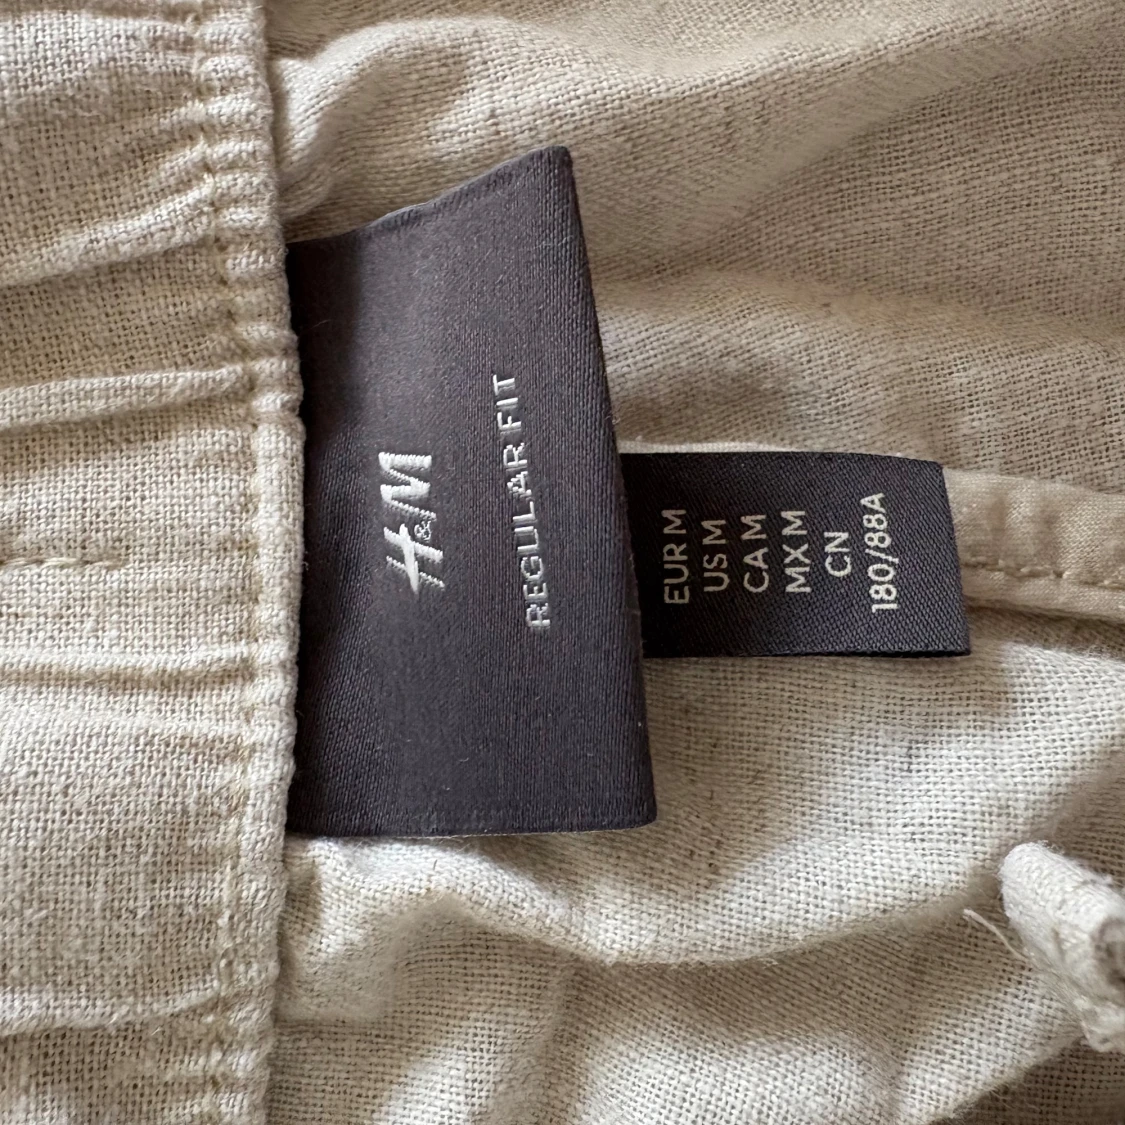 H&M
REGULAR FIT
EUR M
US M
CA M
MX M
CN
180/88A